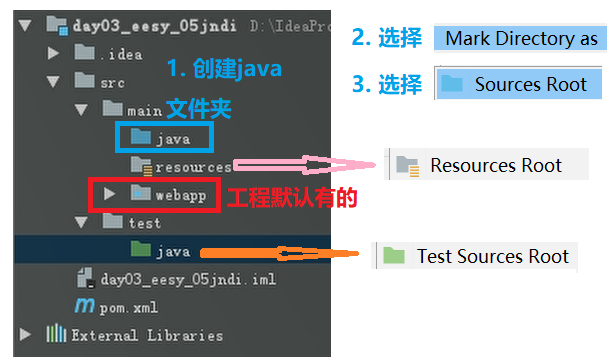 day03_eesy_05jndi D:\IdeaPro
.idea
src
main
java
resources
webapp
test
java
day03_eesy_05jndi.iml
pom.xml
External Libraries
1. 创建java
文件夹
工程默认有的
2. 选择 Mark Directory as
3. 选择 Sources Root
Resources Root
Test Sources Root